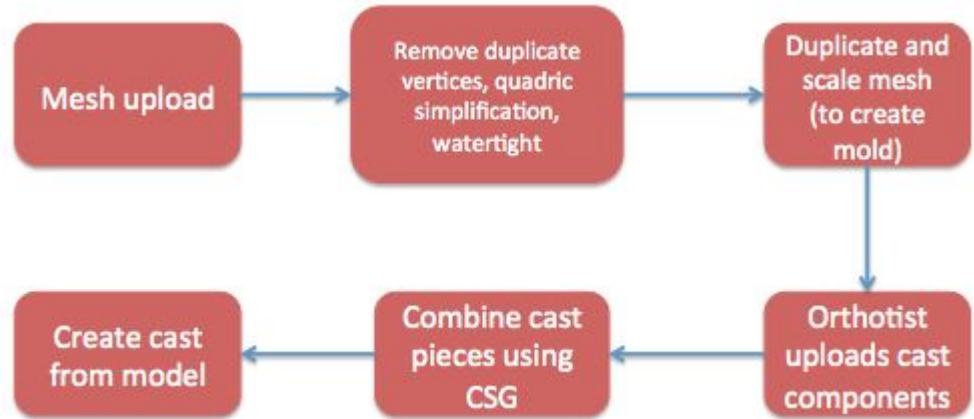 Mesh upload
Remove duplicate
vertices, quadric
simplification,
watertight
Duplicate and
scale mesh
(to create
mold)
Orthotist
uploads cast
components
Combine cast
pieces using
CSG
Create cast
from model